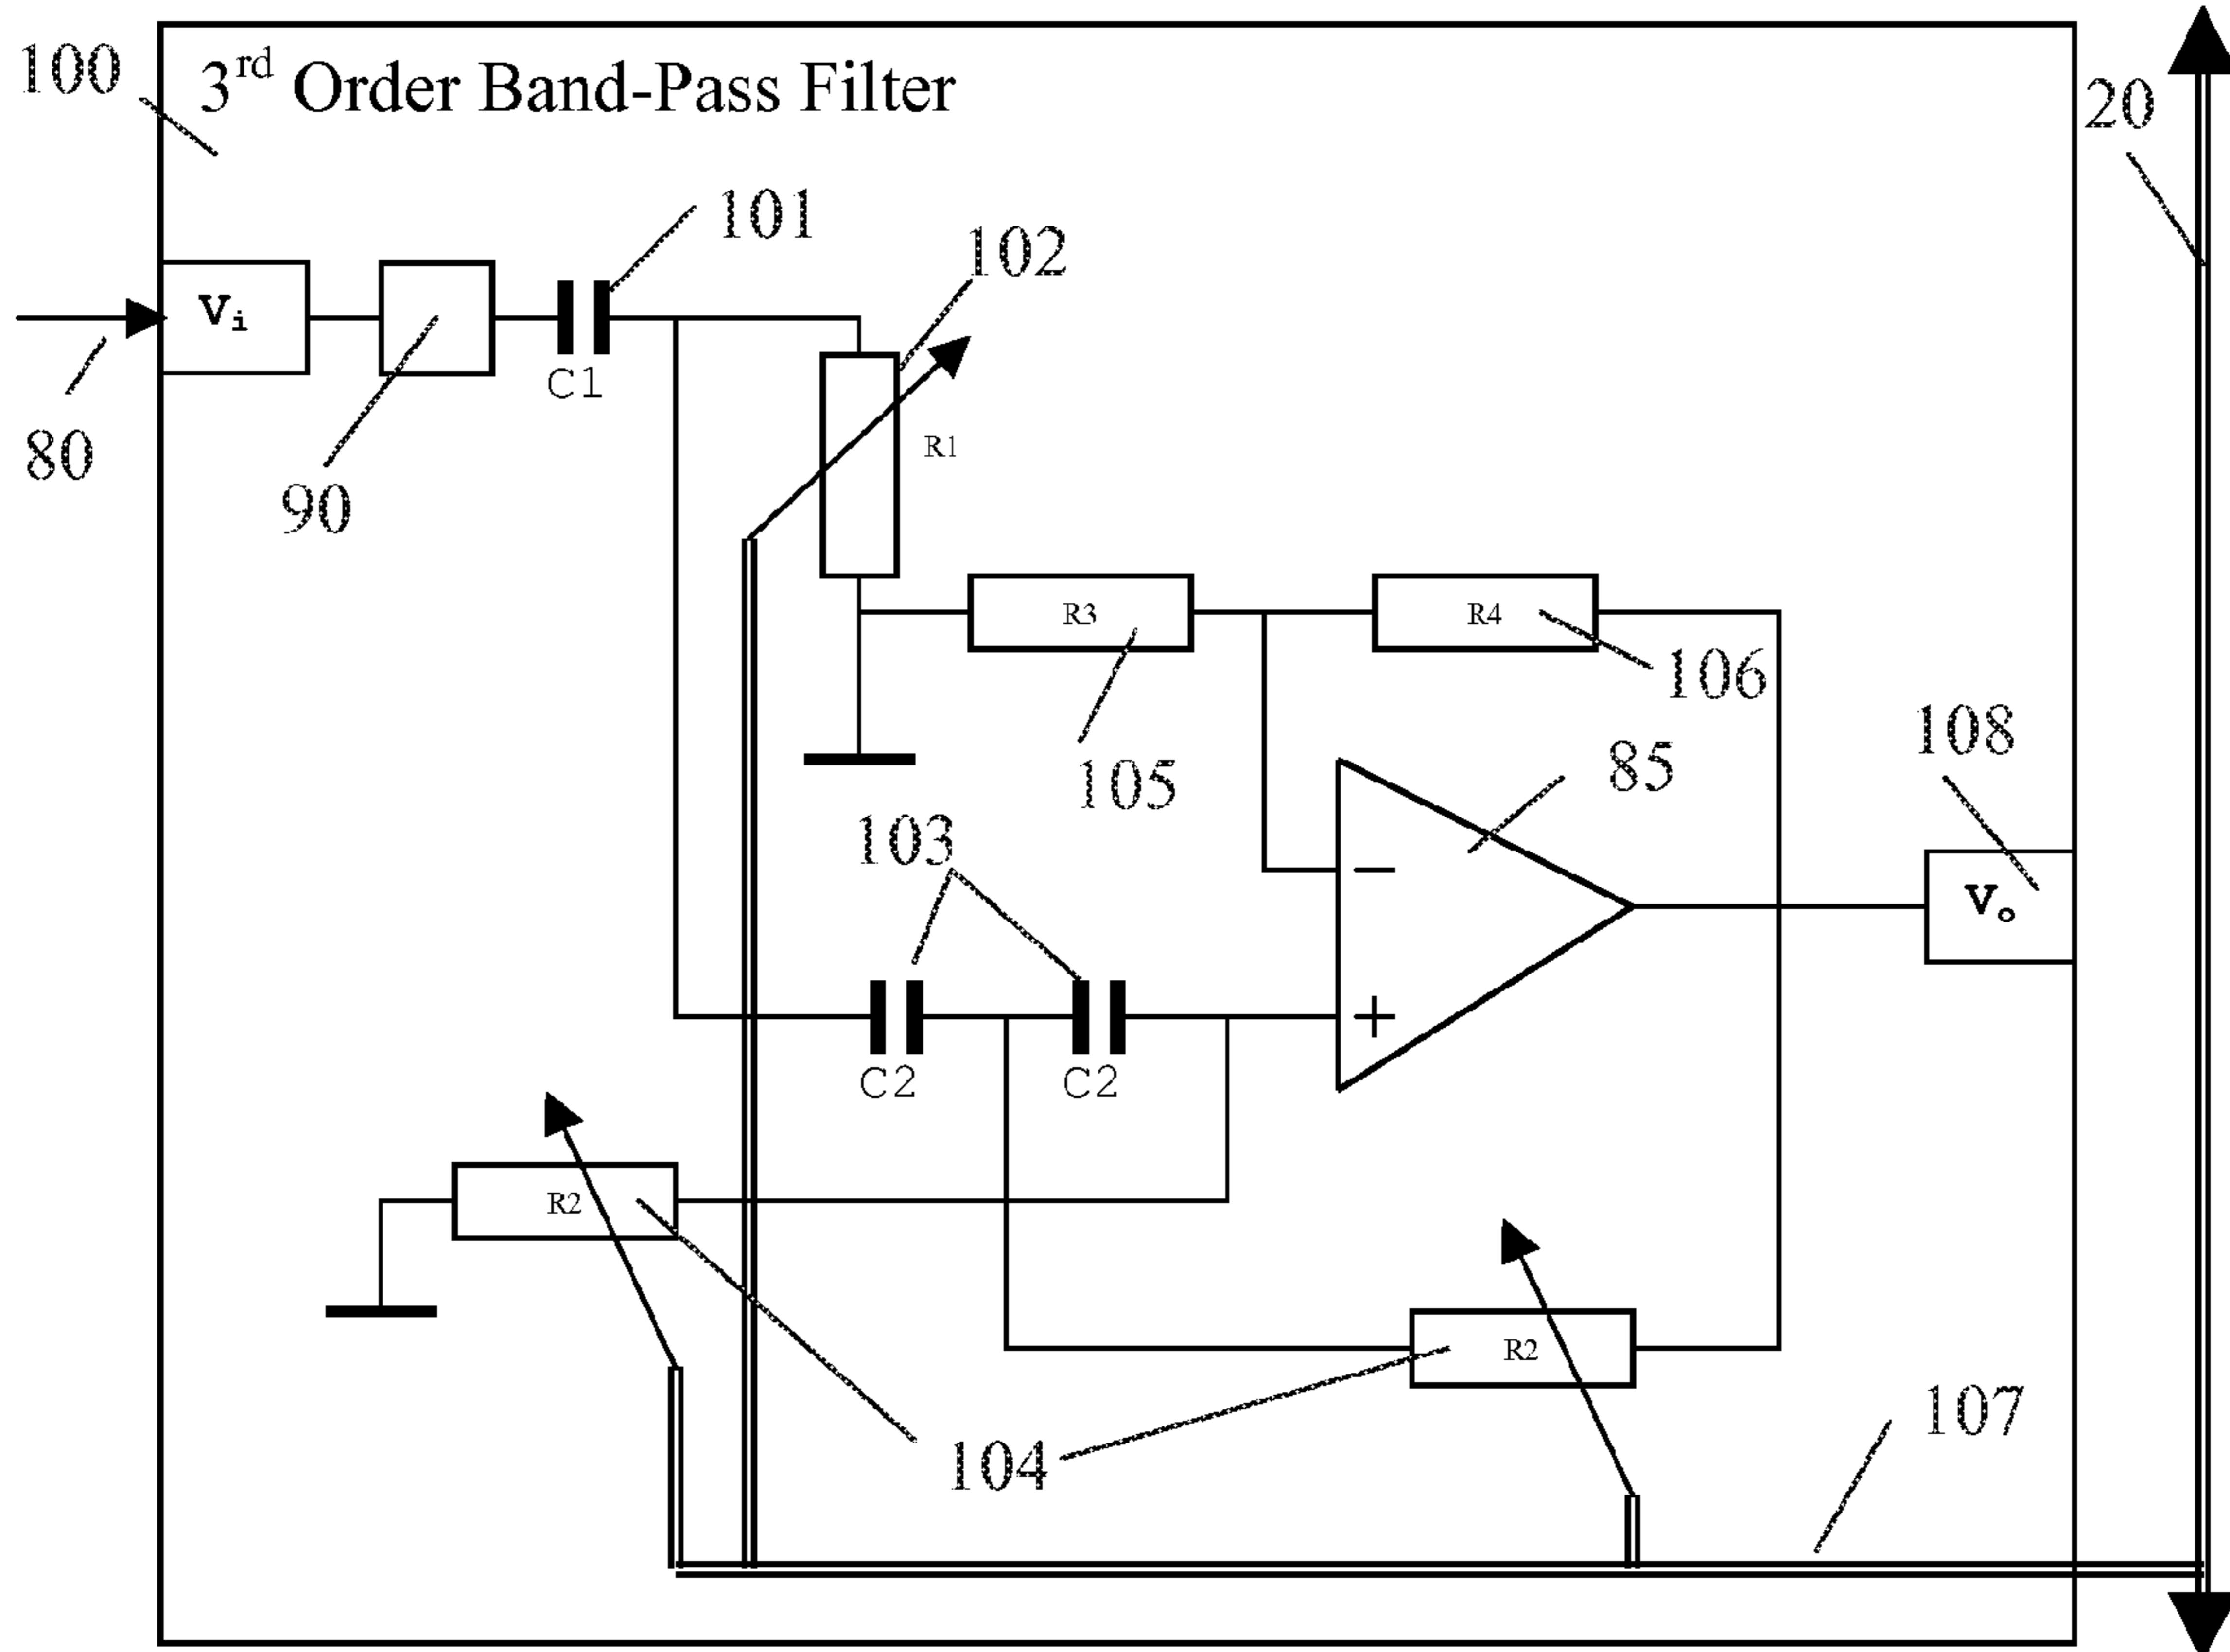 100
3rd Order Band-Pass Filter
20
101
102
Vi
C1
80
R1
90
R3
R4
106
108
105
85
103
−
Vo
+
C2
C2
R2
R2
107
104